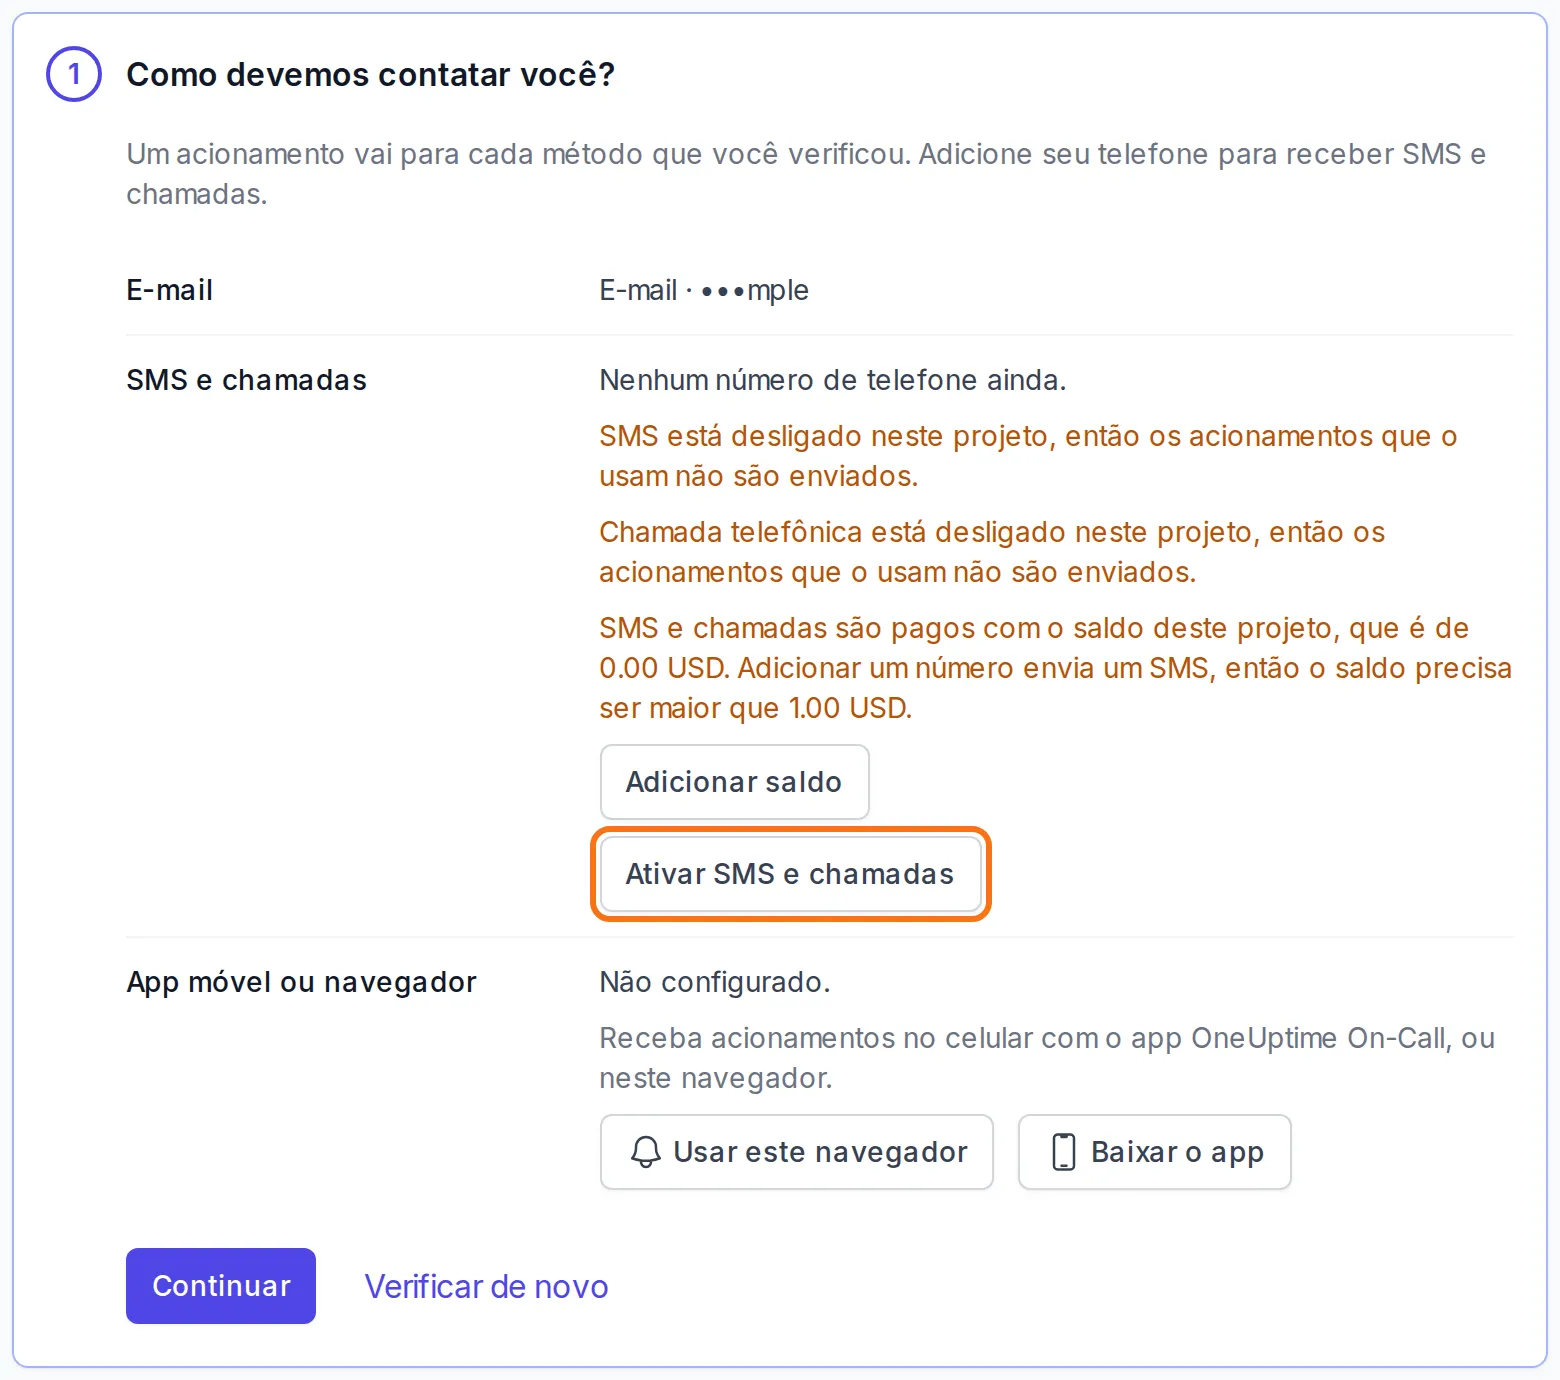 1
Como devemos contatar você?
Um acionamento vai para cada método que você verificou. Adicione seu telefone para receber SMS e
chamadas.
E-mail
E-mail · •••mple
SMS e chamadas
Nenhum número de telefone ainda.
SMS está desligado neste projeto, então os acionamentos que o
usam não são enviados.
Chamada telefônica está desligado neste projeto, então os
acionamentos que o usam não são enviados.
SMS e chamadas são pagos com o saldo deste projeto, que é de
0.00 USD. Adicionar um número envia um SMS, então o saldo precisa
ser maior que 1.00 USD.
Adicionar saldo
Ativar SMS e chamadas
App móvel ou navegador
Não configurado.
Receba acionamentos no celular com o app OneUptime On-Call, ou
neste navegador.
Usar este navegador
Baixar o app
Continuar
Verificar de novo